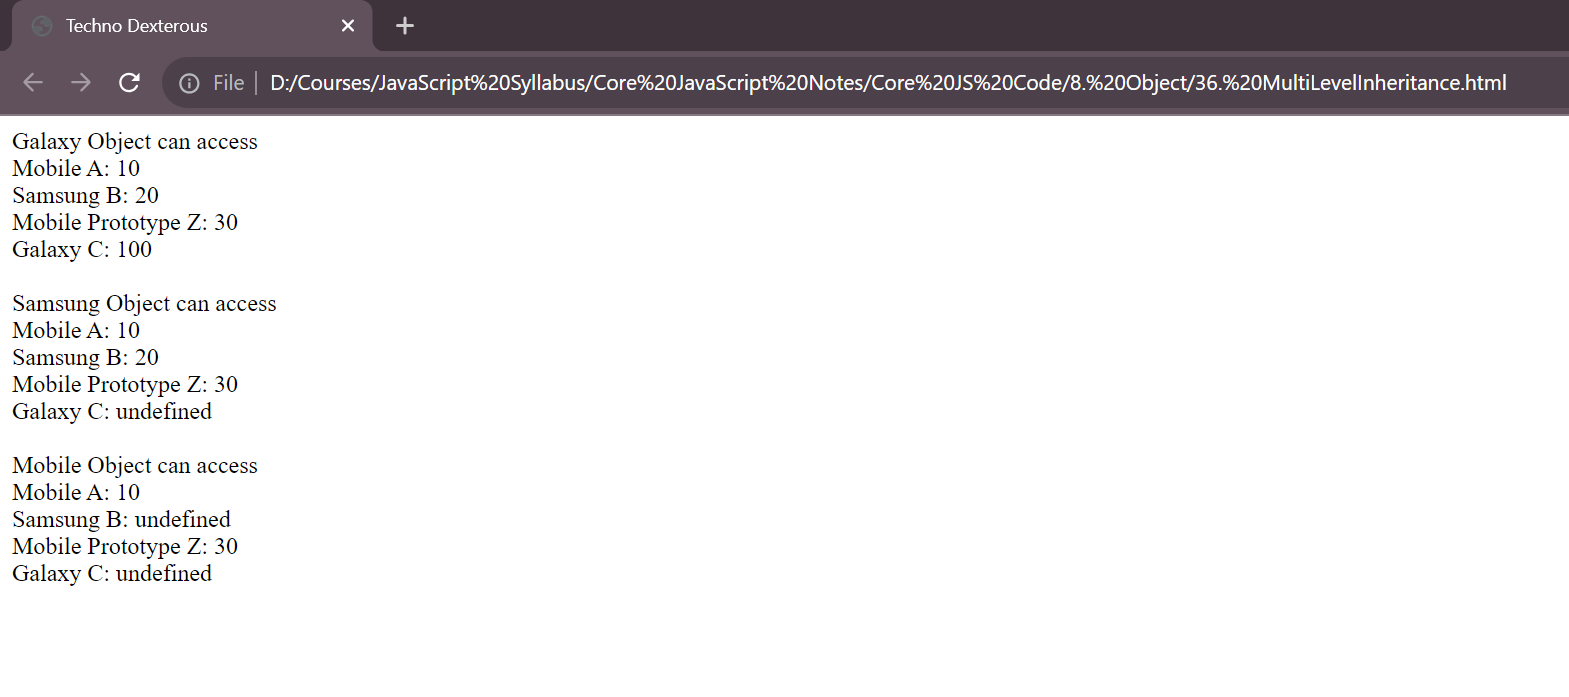 Techno Dexterous
File
D:/Courses/JavaScript%20Syllabus/Core%20JavaScript%20Notes/Core%20JS%20Code/8.%20Object/36.%20MultiLevelInheritance.html
Galaxy Object can access
Mobile A: 10
Samsung B: 20
Mobile Prototype Z: 30
Galaxy C: 100
Samsung Object can access
Mobile A: 10
Samsung B: 20
Mobile Prototype Z: 30
Galaxy C: undefined
Mobile Object can access
Mobile A: 10
Samsung B: undefined
Mobile Prototype Z: 30
Galaxy C: undefined